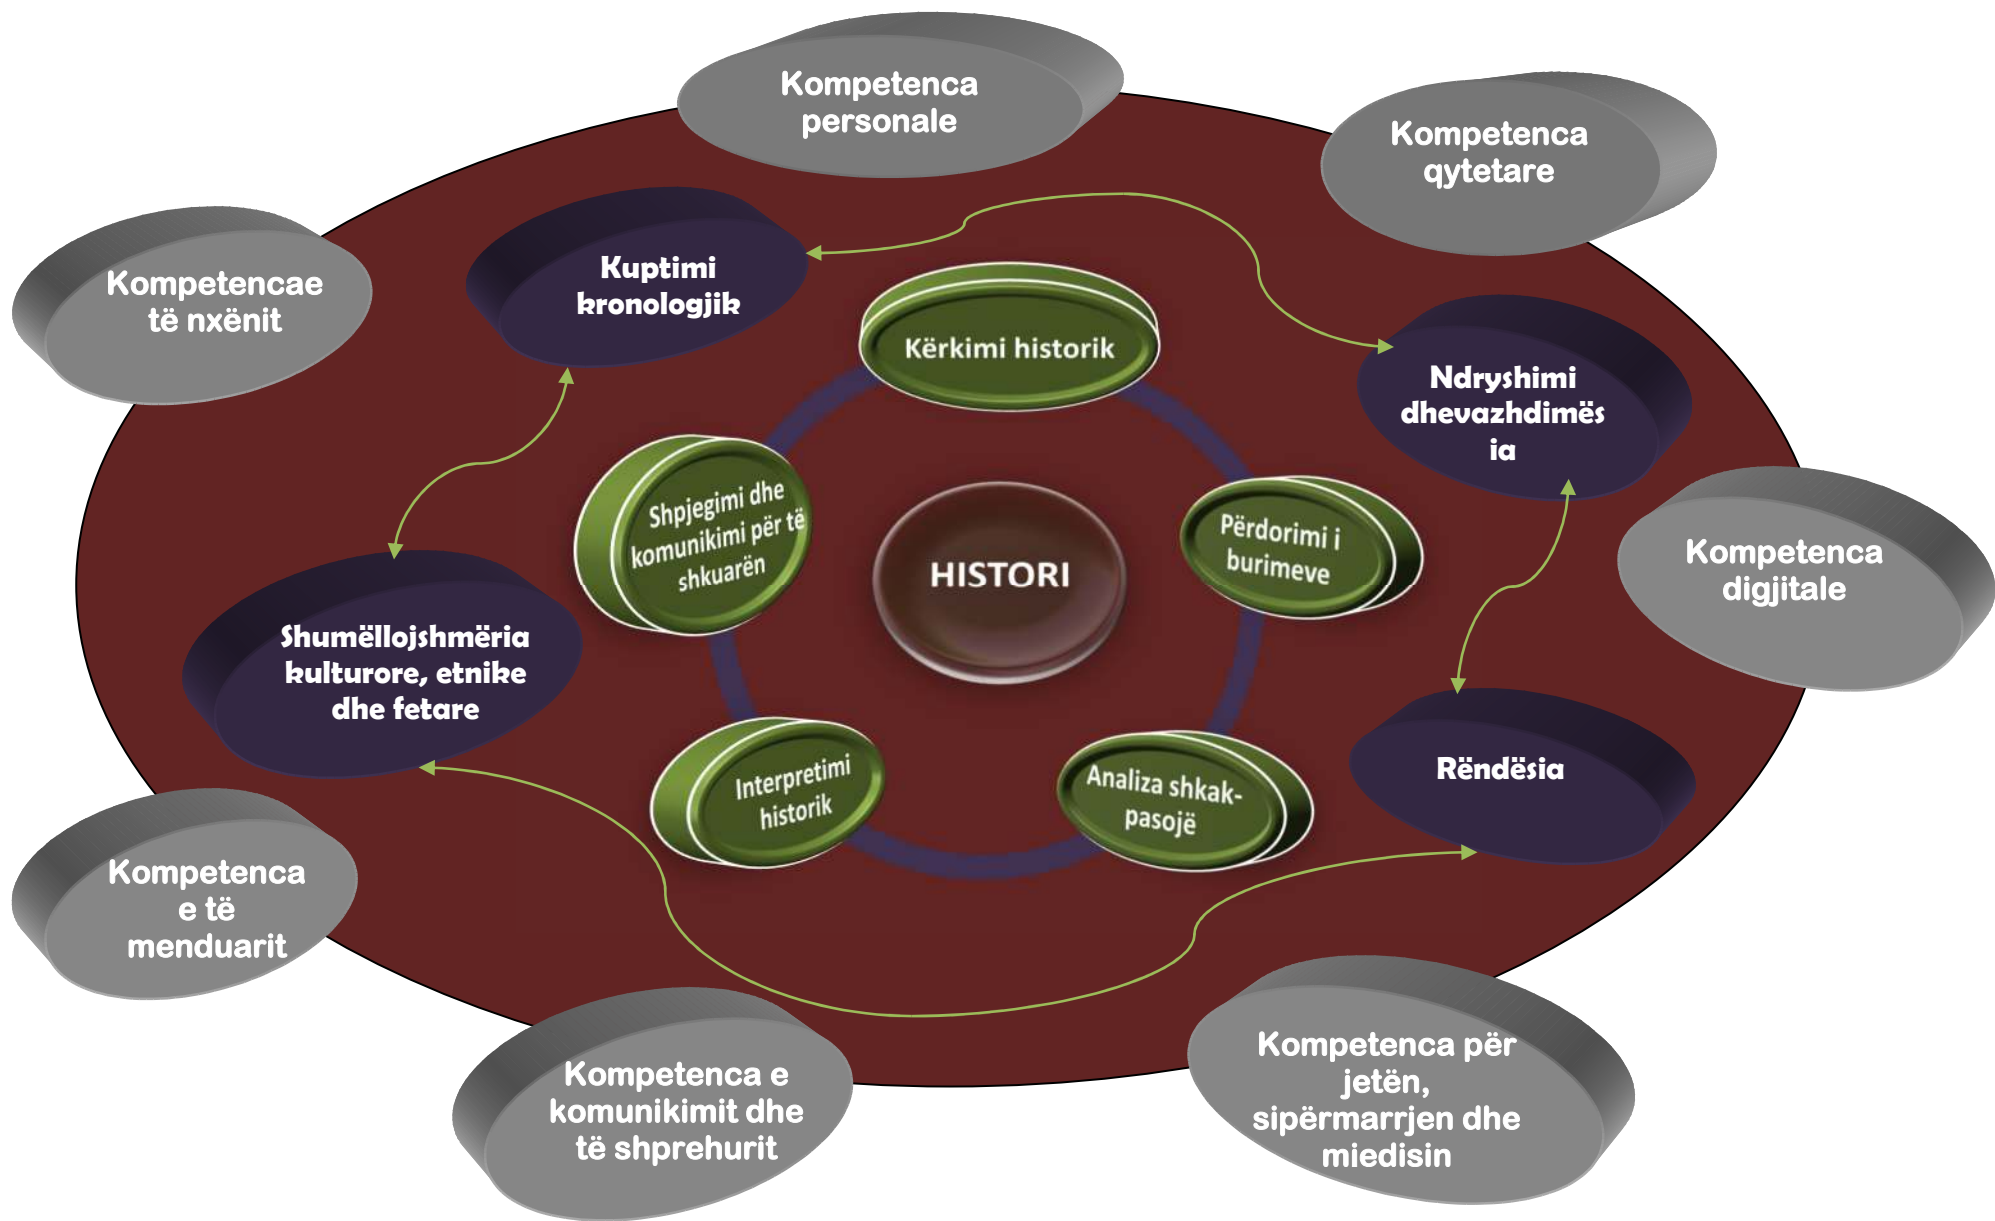 Kompetenca
personale
Kompetenca
qytetare
Kompetencae
të nxënit
Kuptimi
kronologjik
Kërkimi historik
Ndryshimi
dhevazhdimës
ia
Shpjegimi dhe
komunikimi për të
shkuarën
Përdorimi i
burimeve
HISTORI
Kompetenca
digjitale
Shumëllojshmëria
kulturore, etnike
dhe fetare
Interpretimi
historik
Analiza shkak-
pasojë
Rëndësia
Kompetenca
e të
menduarit
Kompetenca e
komunikimit dhe
të shprehurit
Kompetenca për
jetën,
sipërmarrjen dhe
miedisin